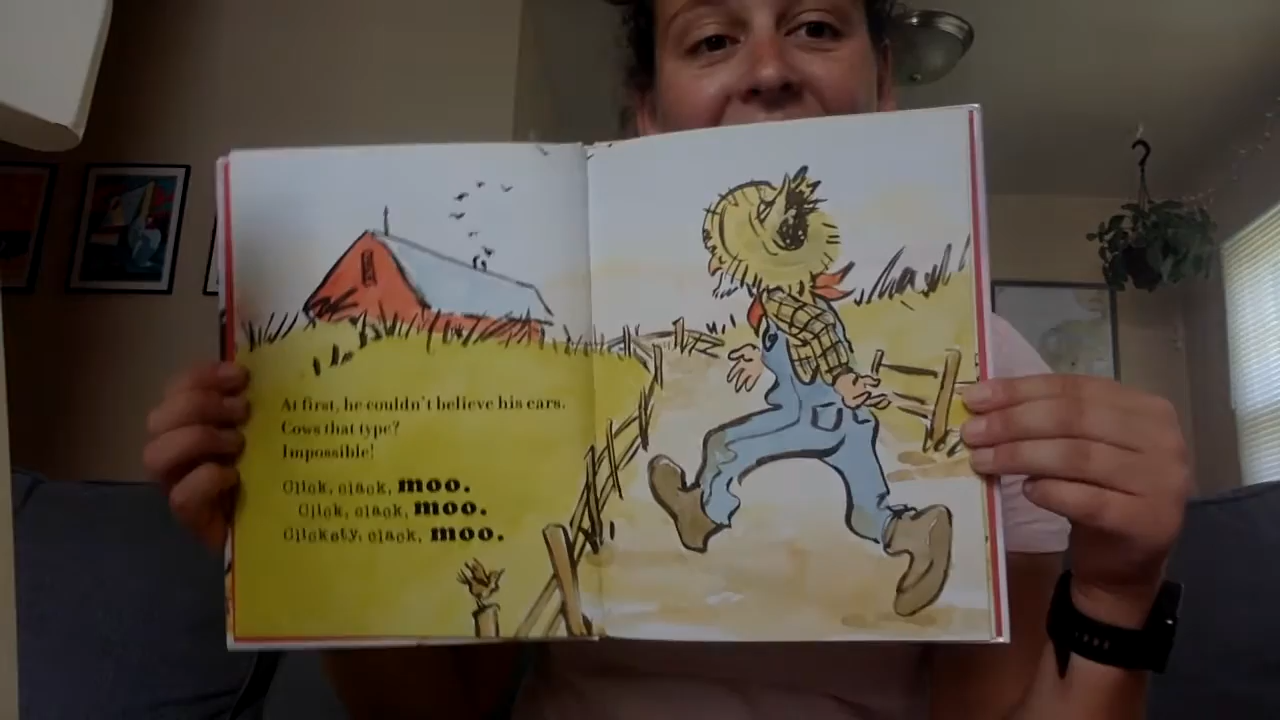 At first, he couldn't believe his ears.
Cows that type?
Impossible!
Click, clack, moo.
Click, clack, moo.
Clickety, clack, moo.